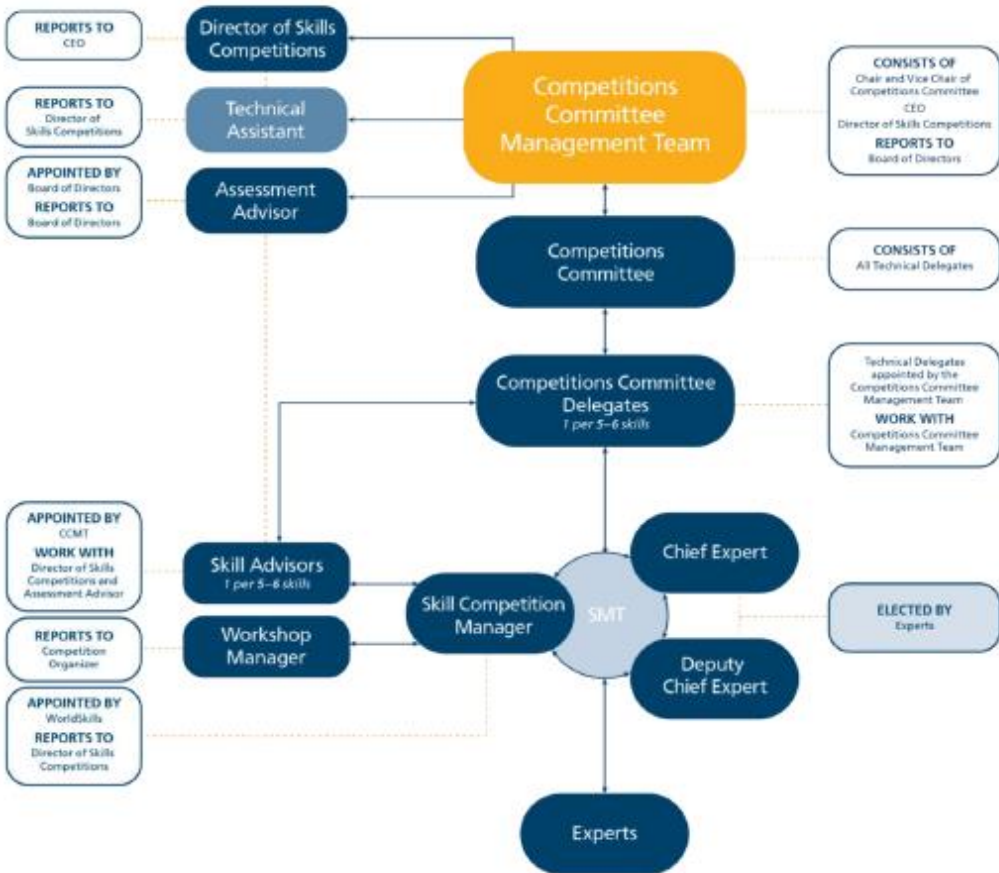 REPORTS TO
CEO
Director of Skills
Competitions
REPORTS TO
Director of
Skills Competitions
Technical
Assistant
APPOINTED BY
Board of Directors
REPORTS TO
Board of Directors
Assessment
Advisor
Competitions
Committee
Management Team
CONSISTS OF
Chair and Vice Chair of
Competitions Committee
CEO
Director of Skills Competitions
REPORTS TO
Board of Directors
Competitions
Committee
CONSISTS OF
All Technical Delegates
Competitions Committee
Delegates
1 per 5–6 skills
Technical Delegates
appointed by the
Competitions Committee
Management Team
WORK WITH
Competitions Committee
Management Team
APPOINTED BY
CCMT
WORK WITH
Director of Skills
Competitions and
Assessment Advisor
Skill Advisors
1 per 5–6 skills
REPORTS TO
Competition
Organizer
Workshop
Manager
APPOINTED BY
WorldSkills
REPORTS TO
Director of Skills
Competitions
Skill Competition
Manager
SMT
Chief Expert
Deputy
Chief Expert
ELECTED BY
Experts
Experts